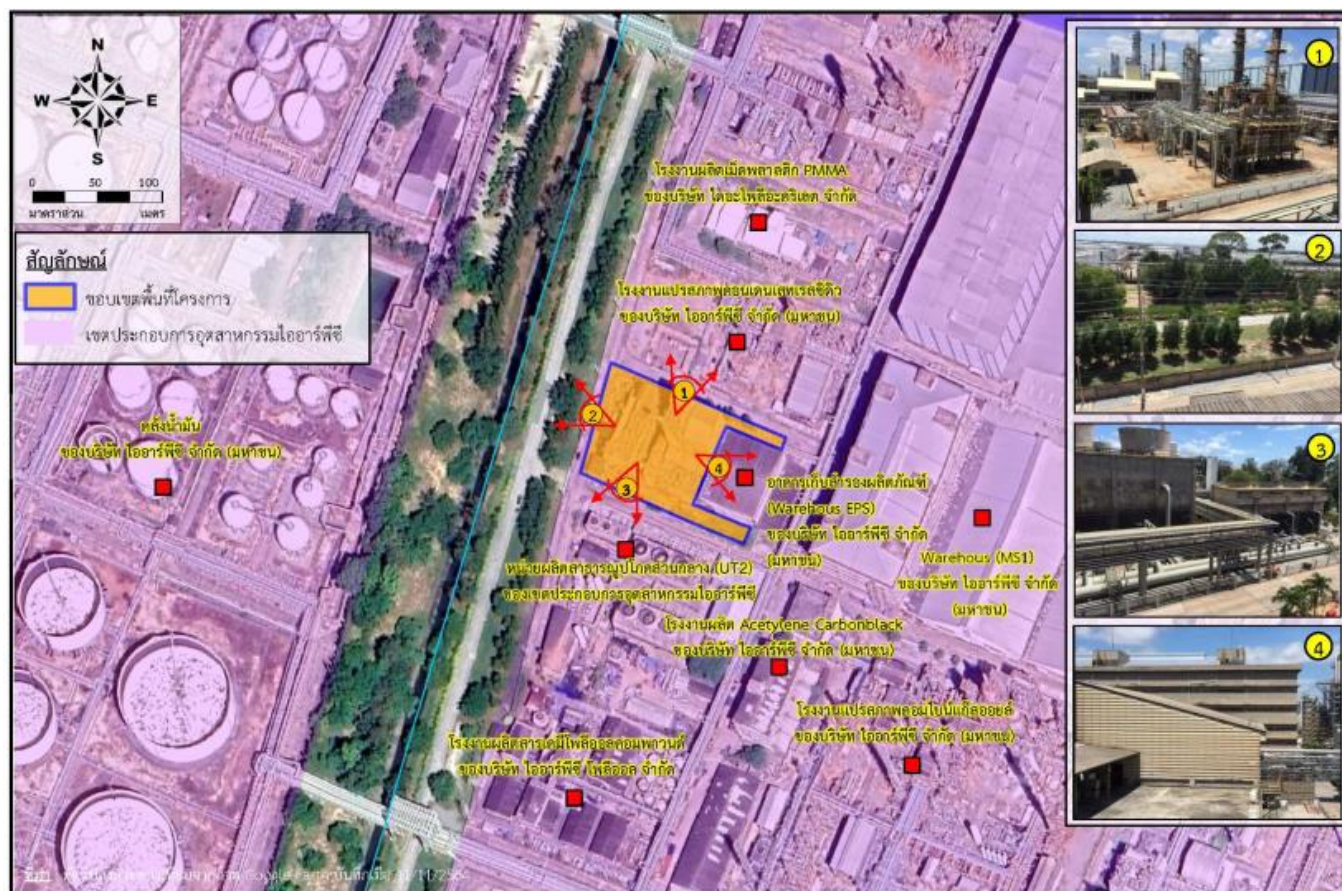 N
W E
S
0 50 100
มาตราส่วน เมตร
สัญลักษณ์
ขอบเขตพื้นที่โครงการ
เขตประกอบการอุตสาหกรรมไออาร์พีซี
โรงงานผลิตเม็ดพลาสติก PMMA
ของบริษัท ไดอะโพลีอะคริเลต จำกัด
โรงงานแปรสภาพคอนเดนเสทเรสซิดิว
ของบริษัท ไออาร์พีซี จำกัด (มหาชน)
คลังน้ำมัน
ของบริษัท ไออาร์พีซี จำกัด (มหาชน)
1
2
3
4
อาคารเก็บสำรองผลิตภัณฑ์
(Warehous EPS)
ของบริษัท ไออาร์พีซี จำกัด
(มหาชน)
Warehous (MS1)
ของบริษัท ไออาร์พีซี จำกัด
(มหาชน)
หน่วยผลิตสาธารณูปโภคส่วนกลาง (UT2)
ของเขตประกอบการอุตสาหกรรมไออาร์พีซี
โรงงานผลิต Acetylene Carbonblack
ของบริษัท ไออาร์พีซี จำกัด (มหาชน)
โรงงานแปรสภาพคอมไบน์แก๊สออยล์
ของบริษัท ไออาร์พีซี จำกัด (มหาชน)
โรงงานผลิตสารเคมีโพลีออลคอมพาวนด์
ของบริษัท ไออาร์พีซี โพลีออล จำกัด
ที่มา Google Earth
1
2
3
4